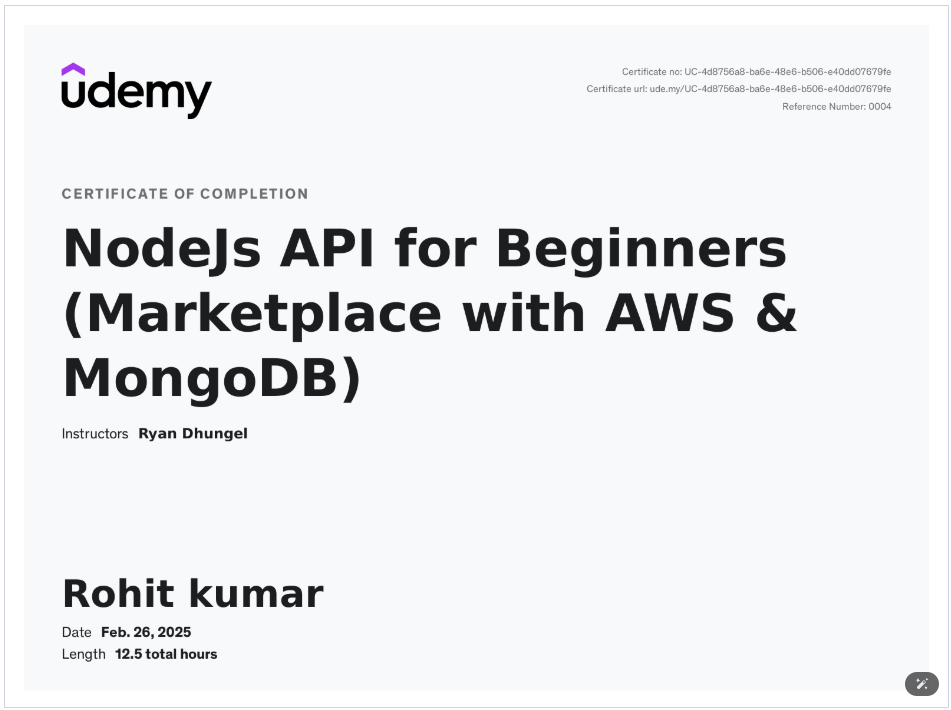 udemy
Certificate no: UC-4d8756a8-ba6e-48e6-b506-e40dd07679fe
Certificate url: ude.my/UC-4d8756a8-ba6e-48e6-b506-e40dd07679fe
Reference Number: 0004
CERTIFICATE OF COMPLETION
NodeJs API for Beginners
(Marketplace with AWS &
MongoDB)
Instructors Ryan Dhungel
Rohit kumar
Date Feb. 26, 2025
Length 12.5 total hours